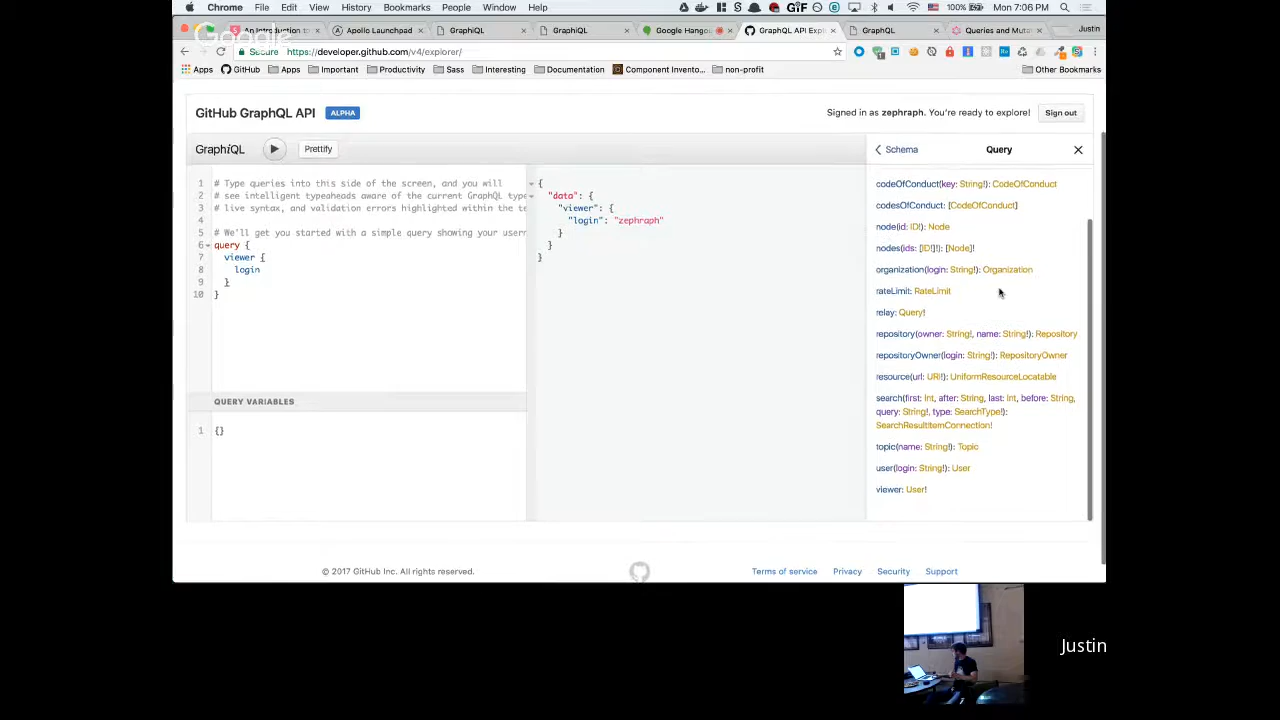 Chrome File Edit View History Bookmarks People Window Help GIF 100% Mon 7:06 PM
An Introduction to Apollo Launchpad GraphiQL GraphiQL Google Hangou GraphQL API Expl GraphiQL Queries and Mut Justin
Google
Secure https://developer.github.com/v4/explorer/
Apps GitHub Apps Important Productivity Sass Interesting Documentation Component Invento... non-profit Other Bookmarks
GitHub GraphQL API ALPHA Signed in as zephraph. You're ready to explore! Sign out
GraphiQL Prettify Schema Query
1 # Type queries into this side of the screen, and you will
2 # see intelligent typeaheads aware of the current GraphQL type
3 # live syntax, and validation errors highlighted within the te
4
5 # We'll get you started with a simple query showing your usern
6 query {
7 viewer {
8 login
9 }
10 }
{
"data": {
"viewer": {
"login": "zephraph"
}
}
}
codeOfConduct(key: String!): CodeOfConduct
codesOfConduct: [CodeOfConduct]
node(id: ID!): Node
nodes(ids: [ID!]!): [Node]!
organization(login: String!): Organization
rateLimit: RateLimit
relay: Query!
repository(owner: String!, name: String!): Repository
repositoryOwner(login: String!): RepositoryOwner
resource(url: URI!): UniformResourceLocatable
search(first: Int, after: String, last: Int, before: String,
query: String!, type: SearchType!):
SearchResultItemConnection!
topic(name: String!): Topic
user(login: String!): User
viewer: User!
QUERY VARIABLES
1 {}
© 2017 GitHub Inc. All rights reserved. Terms of service Privacy Security Support
Justin